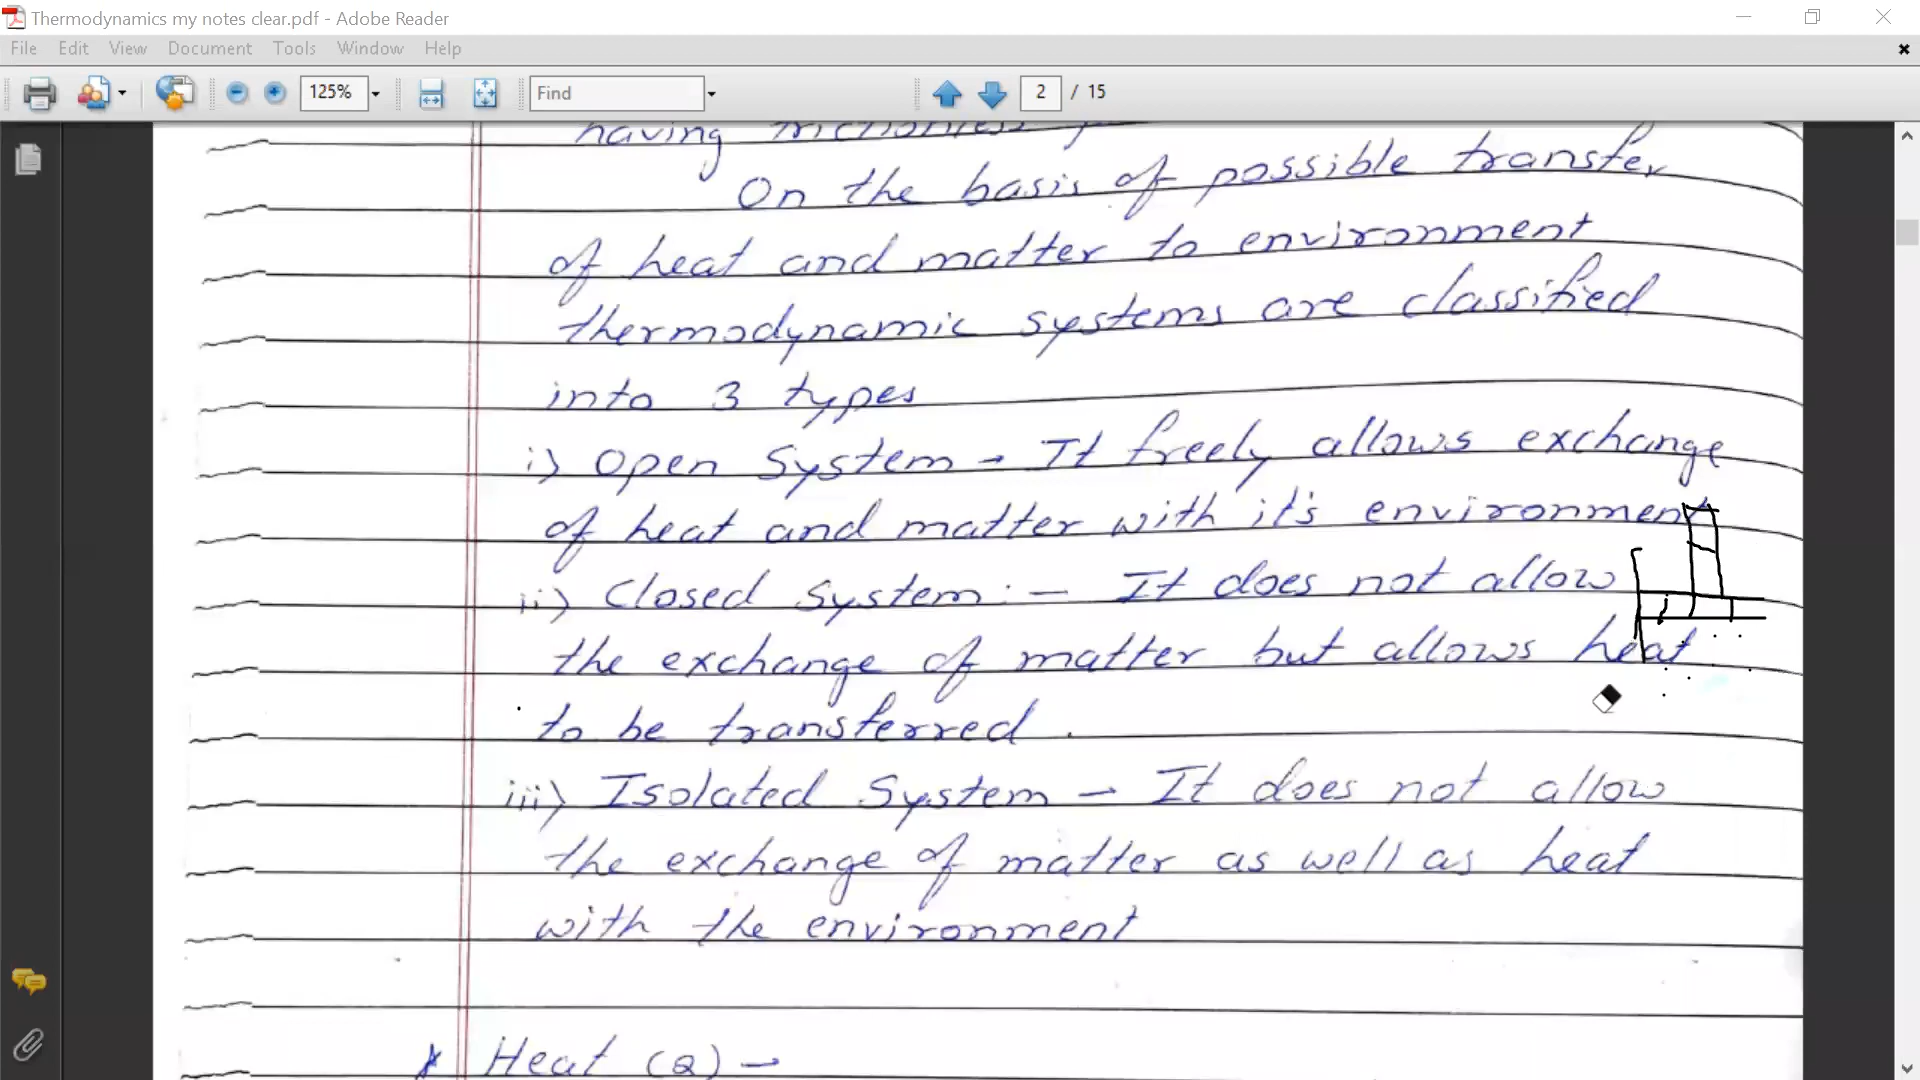 Thermodynamics my notes clear.pdf - Adobe Reader
File Edit View Document Tools Window Help
125% Find 2 / 15
having frictionless
On the basis of possible transfer
of heat and matter to environment
thermodynamic systems are classified
into 3 types
i) Open System - It freely allows exchange
of heat and matter with it's environment
ii) Closed System :- It does not allow
the exchange of matter but allows heat
to be transferred.
iii) Isolated System - It does not allow
the exchange of matter as well as heat
with the environment
* Heat (Q) -